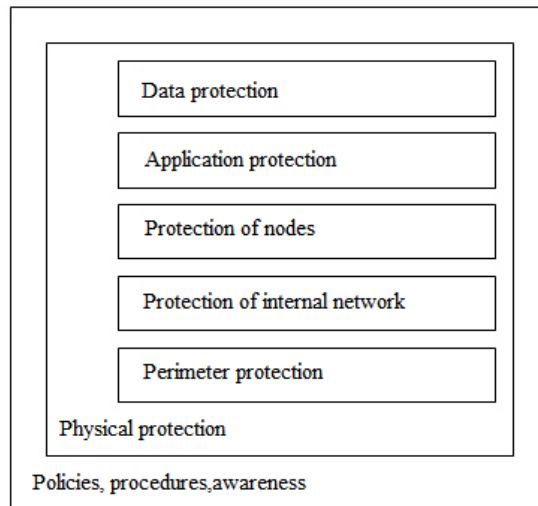 Data protection
Application protection
Protection of nodes
Protection of internal network
Perimeter protection
Physical protection
Policies, procedures,awareness